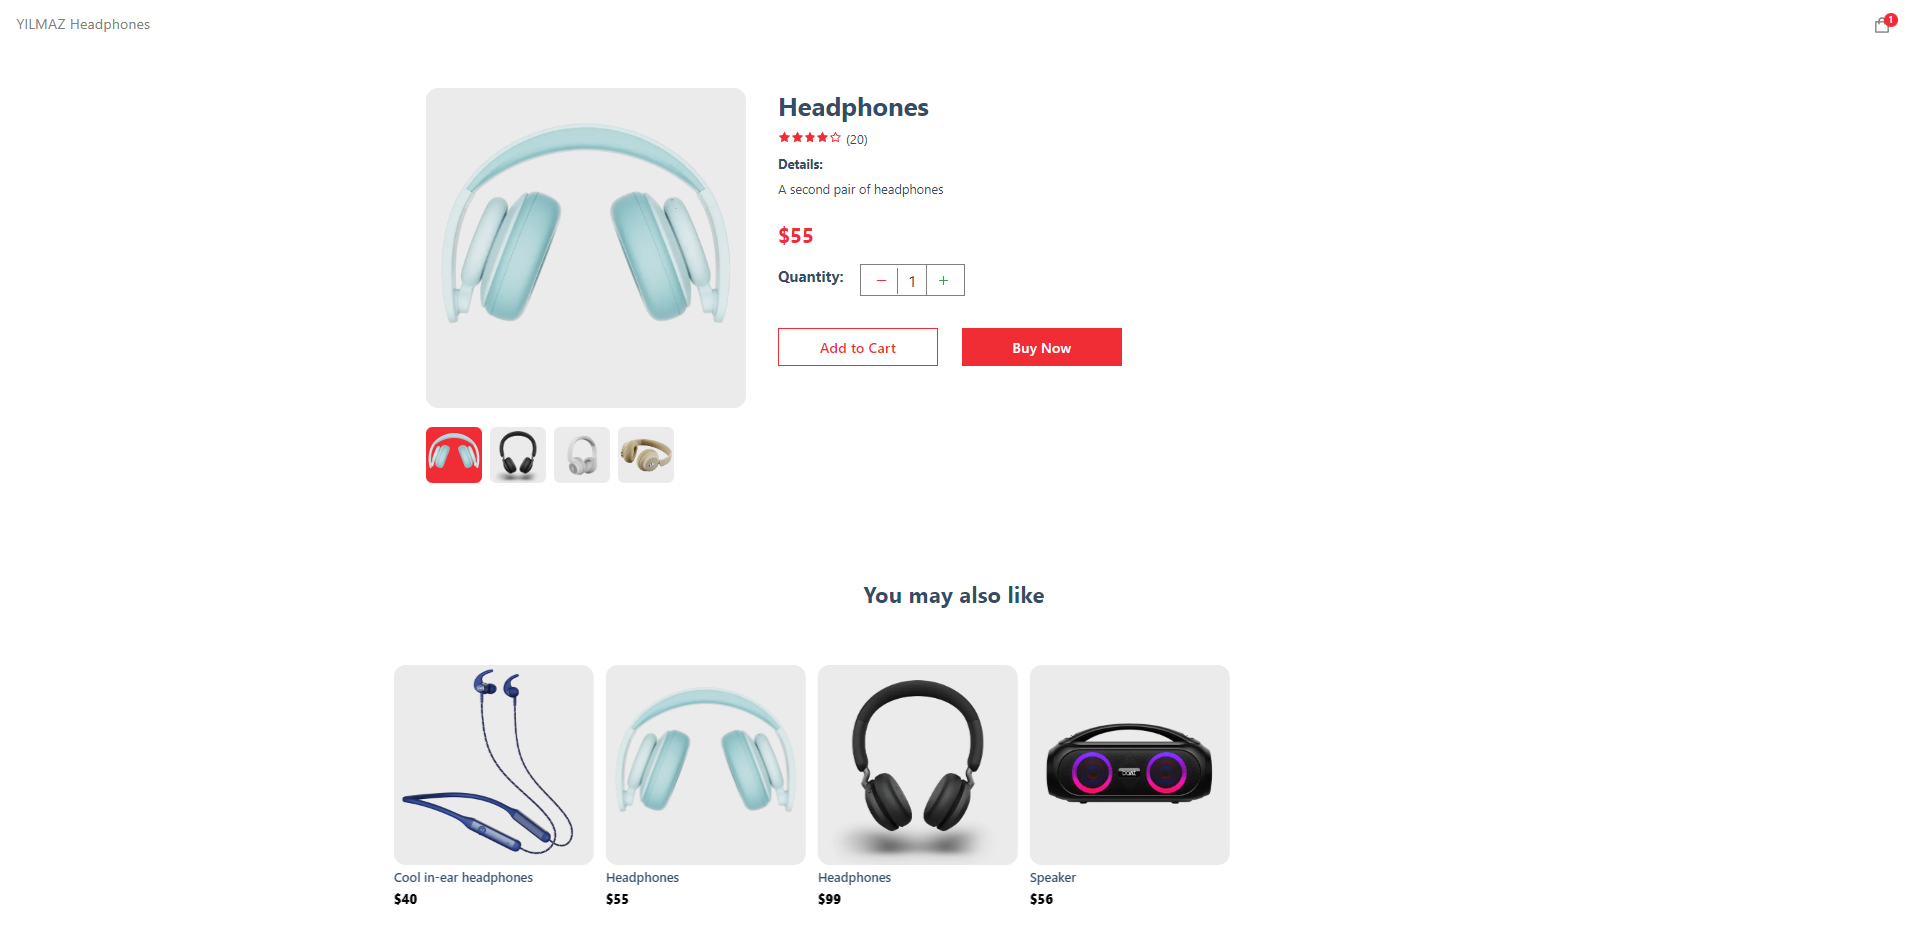 YILMAZ Headphones
1
Headphones
(20)
Details:
A second pair of headphones
$55
Quantity: − 1 +
Add to Cart Buy Now
You may also like
Cool in-ear headphones
$40
Headphones
$55
Headphones
$99
Speaker
$56